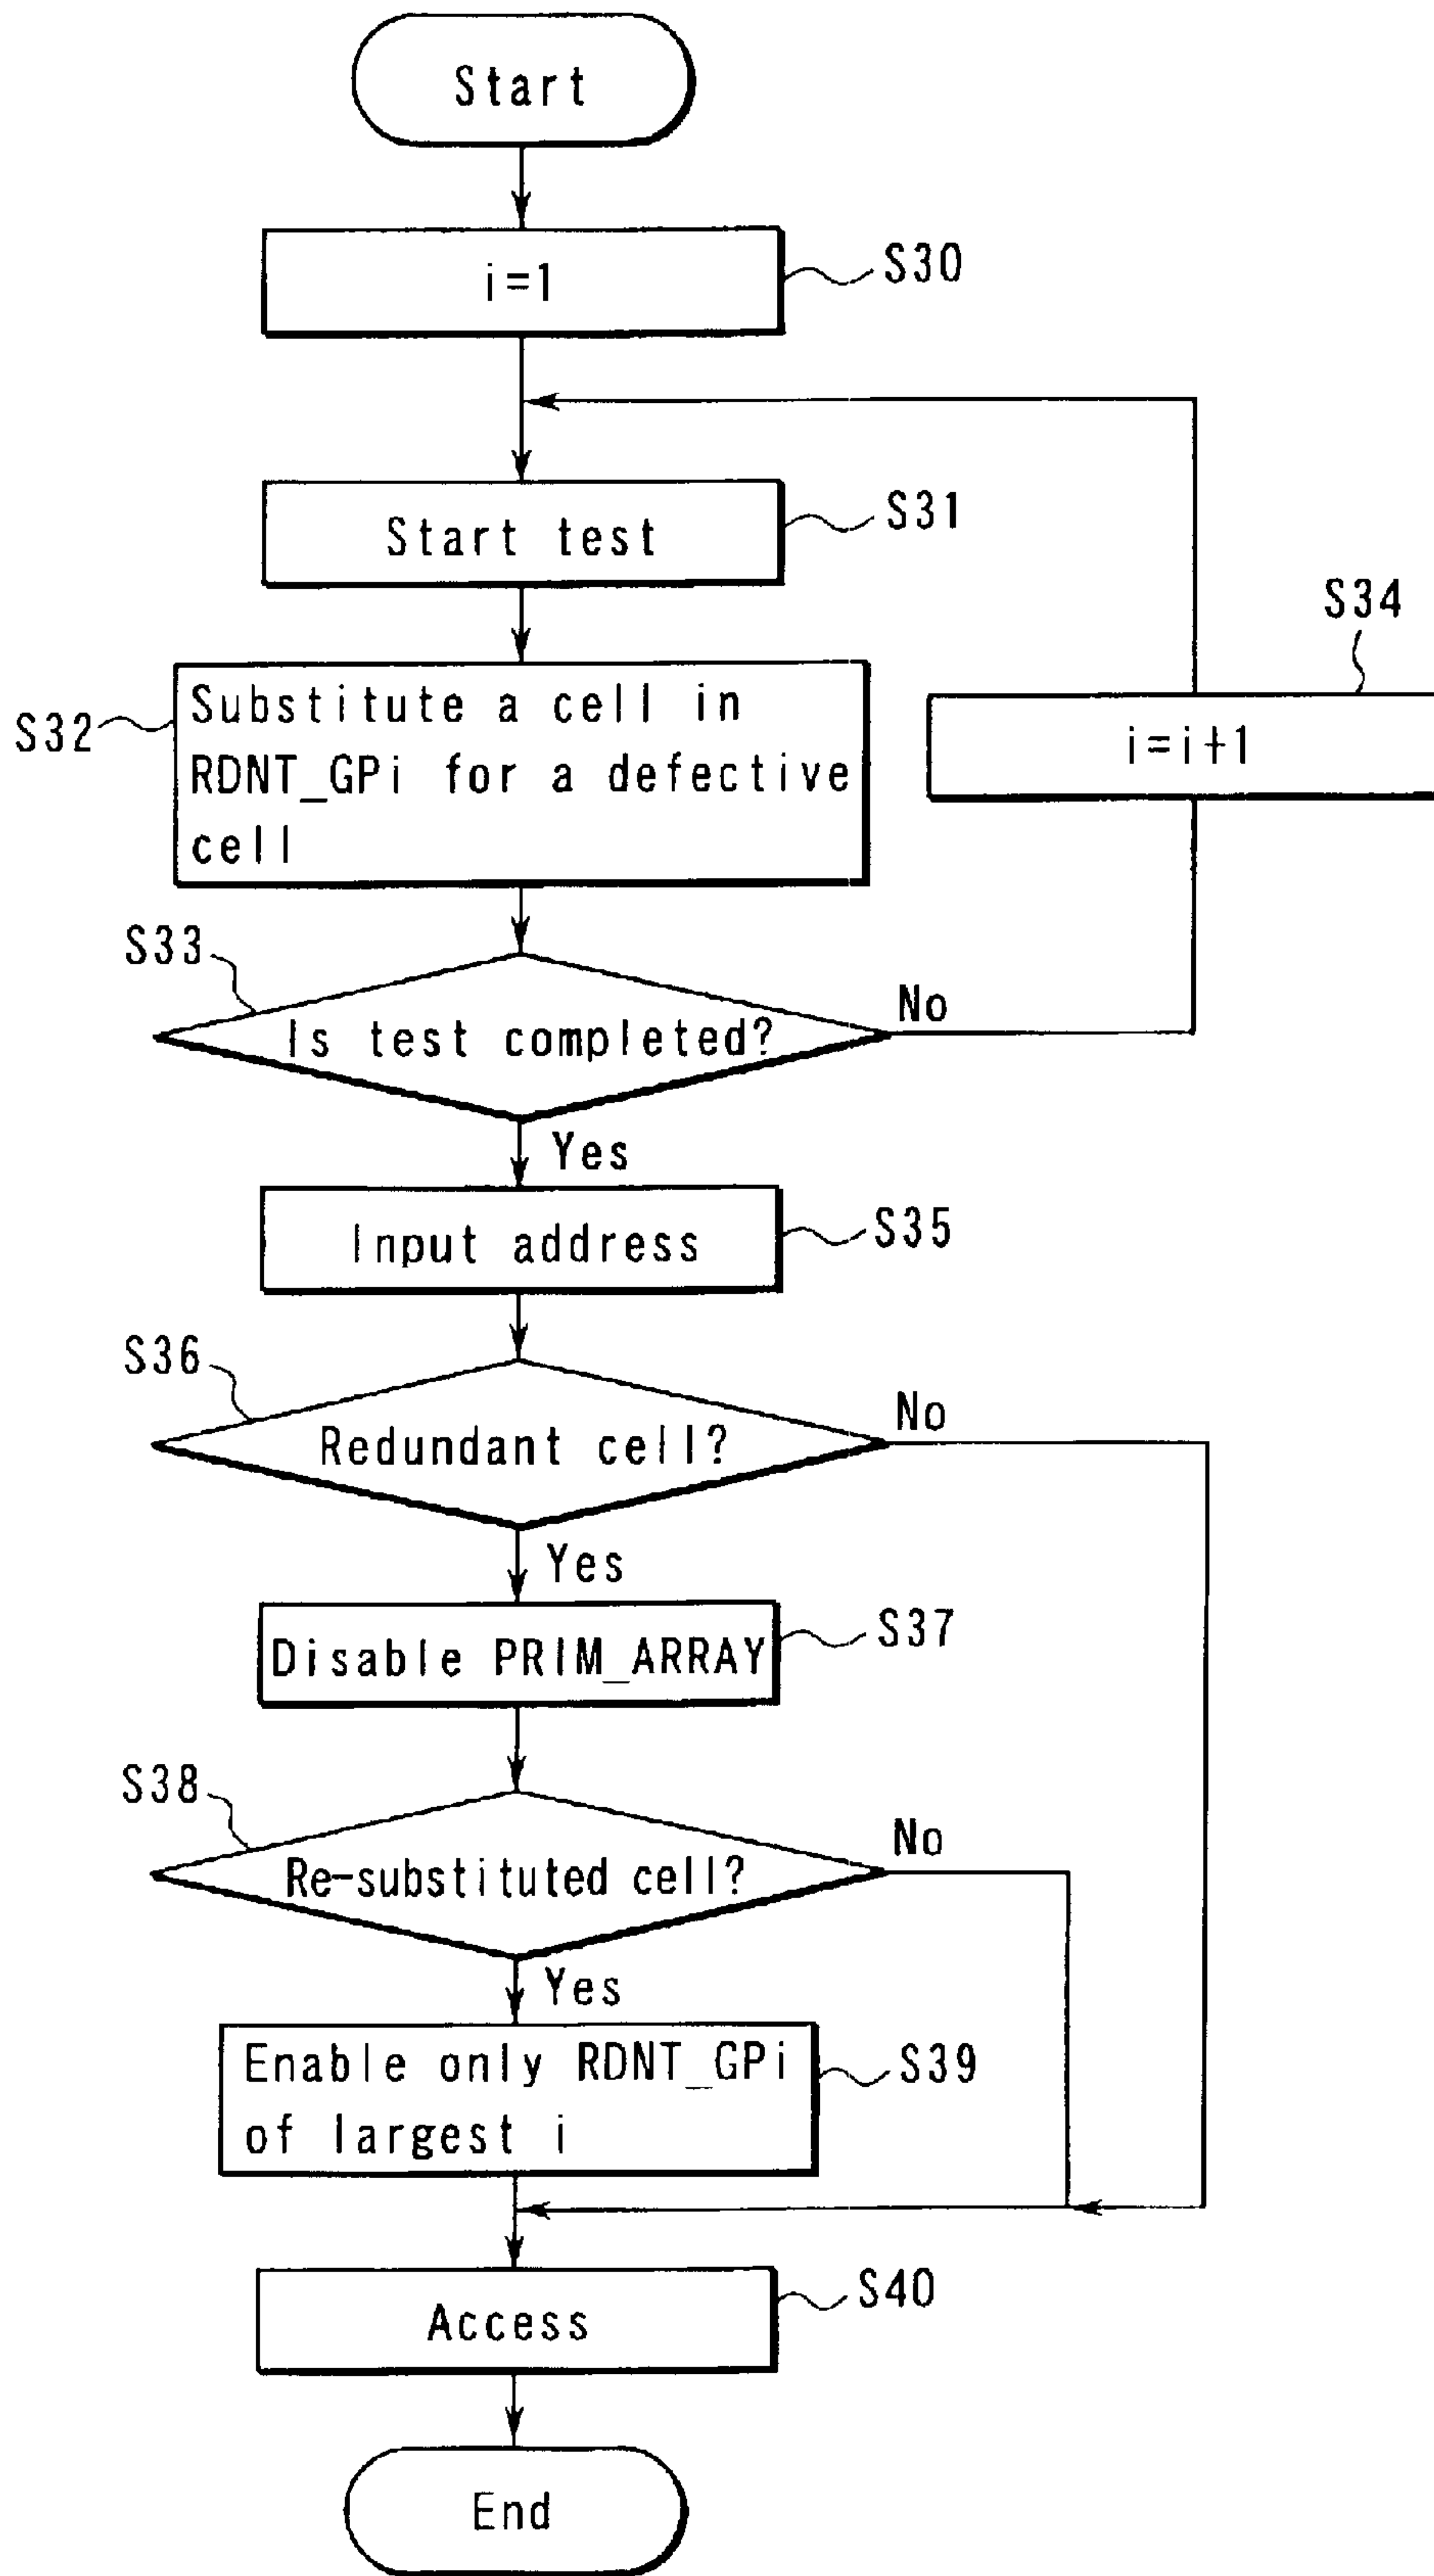 Start
i=1
S30
Start test
S31
S34
S32
Substitute a cell in
RDNT_GPi for a defective
cell
i=i+1
S33
Is test completed?
No
Yes
Input address
S35
S36
Redundant cell?
No
Yes
Disable PRIM_ARRAY
S37
S38
Re-substituted cell?
No
Yes
Enable only RDNT_GPi
of largest i
S39
Access
S40
End